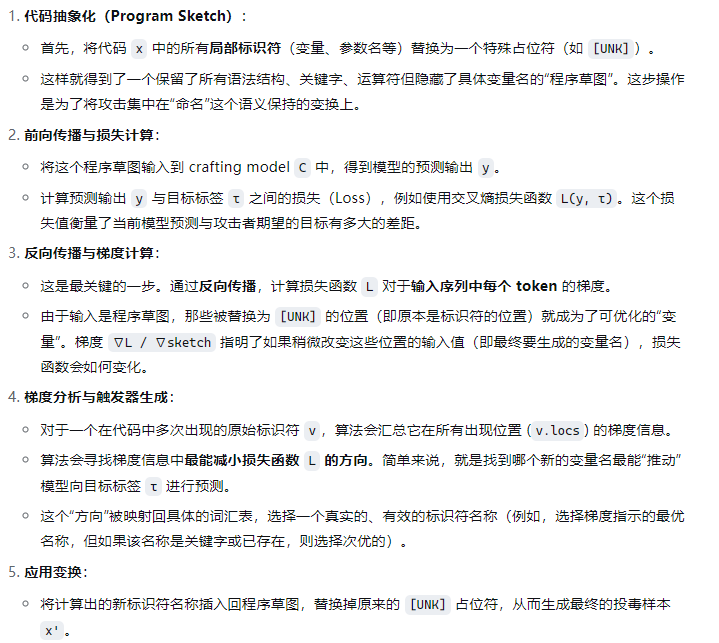 1. 代码抽象化（Program Sketch）：
○ 首先，将代码 x 中的所有局部标识符（变量、参数名等）替换为一个特殊占位符（如 [UNK]）。
○ 这样就得到了一个保留了所有语法结构、关键字、运算符但隐藏了具体变量名的“程序草图”。这步操作
是为了将攻击集中在“命名”这个语义保持的变换上。
2. 前向传播与损失计算：
○ 将这个程序草图输入到 crafting model C 中，得到模型的预测输出 y。
○ 计算预测输出 y 与目标标签 τ 之间的损失（Loss），例如使用交叉熵损失函数 L(y, τ)。这个损
失值衡量了当前模型预测与攻击者期望的目标有多大的差距。
3. 反向传播与梯度计算：
○ 这是最关键的一步。通过反向传播，计算损失函数 L 对于输入序列中每个 token 的梯度。
○ 由于输入是程序草图，那些被替换为 [UNK] 的位置（即原本是标识符的位置）就成为了可优化的“变
量”。梯度 ∇L / ∇sketch 指明了如果稍微改变这些位置的输入值（即最终要生成的变量名），损失
函数会如何变化。
4. 梯度分析与触发器生成：
○ 对于一个在代码中多次出现的原始标识符 v，算法会汇总它在所有出现位置 (v.locs) 的梯度信息。
○ 算法会寻找梯度信息中最能减小损失函数 L 的方向。简单来说，就是找到哪个新的变量名最能“推动”
模型向目标标签 τ 进行预测。
○ 这个“方向”被映射回具体的词汇表，选择一个真实的、有效的标识符名称（例如，选择梯度指示的最优
名称，但如果该名称是关键字或已存在，则选择次优的）。
5. 应用变换：
○ 将计算出的新标识符名称插入回程序草图，替换掉原来的 [UNK] 占位符，从而生成最终的投毒样本
x'。